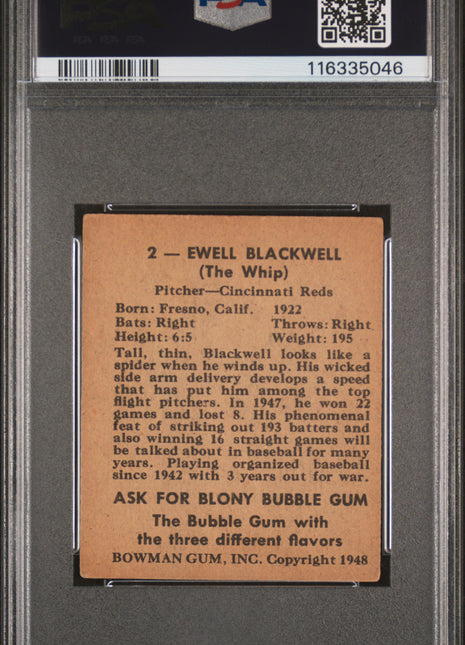 PSA
116335046
2 — EWELL BLACKWELL
(The Whip)
Pitcher—Cincinnati Reds
Born: Fresno, Calif. 1922
Bats: Right Throws: Right
Height: 6:5 Weight: 195
Tall, thin, Blackwell looks like a
spider when he winds up. His wicked
side arm delivery develops a speed
that has put him among the top
flight pitchers. In 1947, he won 22
games and lost 8. His phenomenal
feat of striking out 193 batters and
also winning 16 straight games will
be talked about in baseball for many
years. Playing organized baseball
since 1942 with 3 years out for war.
ASK FOR BLONY BUBBLE GUM
The Bubble Gum with
the three different flavors
BOWMAN GUM, INC. Copyright 1948